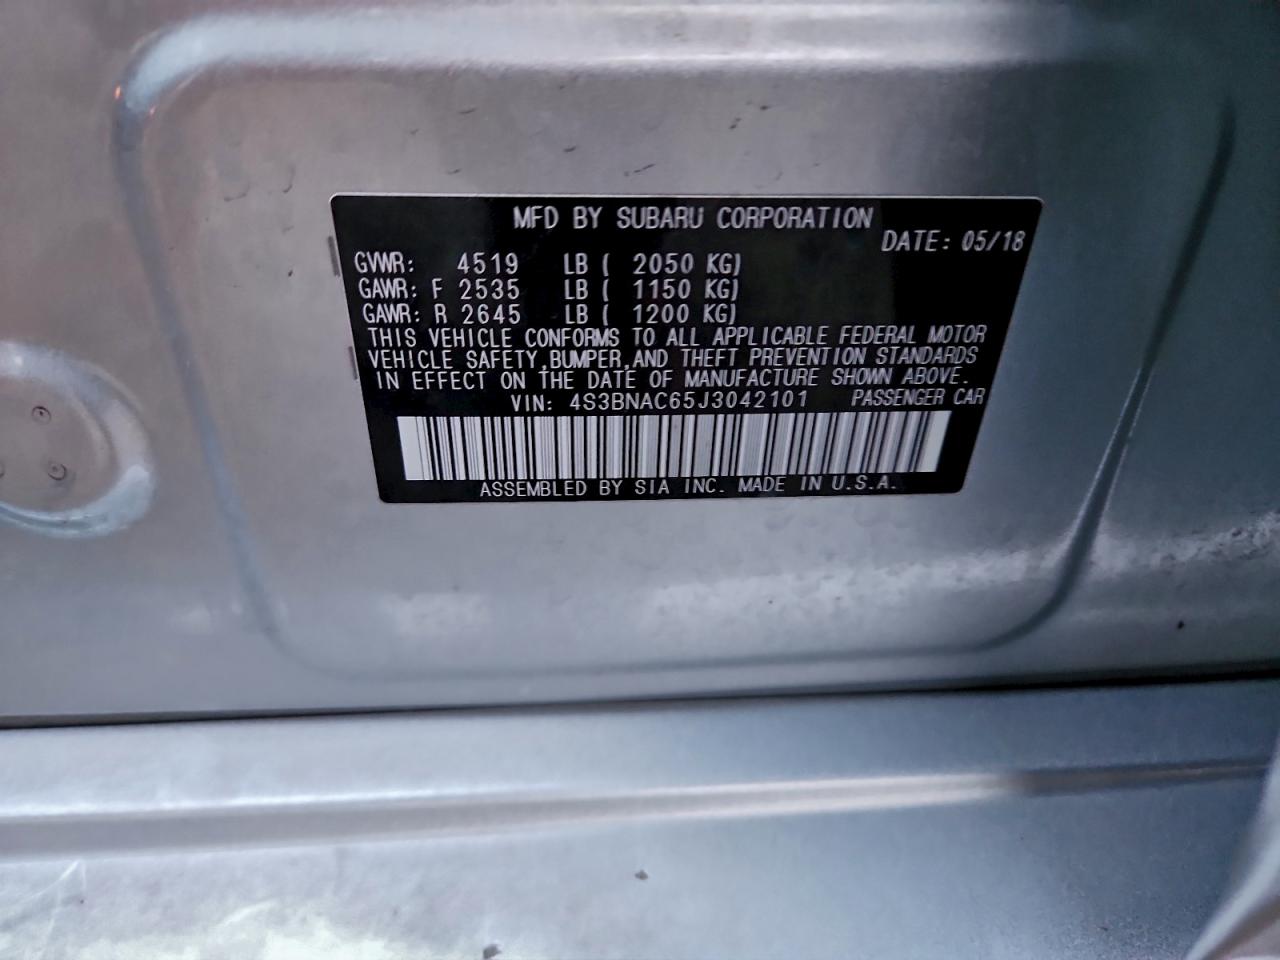 MFD BY SUBARU CORPORATION
DATE: 05/18
GVWR: 4519 LB ( 2050 KG)
GAWR: F 2535 LB ( 1150 KG)
GAWR: R 2645 LB ( 1200 KG)
THIS VEHICLE CONFORMS TO ALL APPLICABLE FEDERAL MOTOR
VEHICLE SAFETY,BUMPER,AND THEFT PREVENTION STANDARDS
IN EFFECT ON THE DATE OF MANUFACTURE SHOWN ABOVE.
VIN: 4S3BNAC65J3042101 PASSENGER CAR
ASSEMBLED BY SIA INC. MADE IN U.S.A.